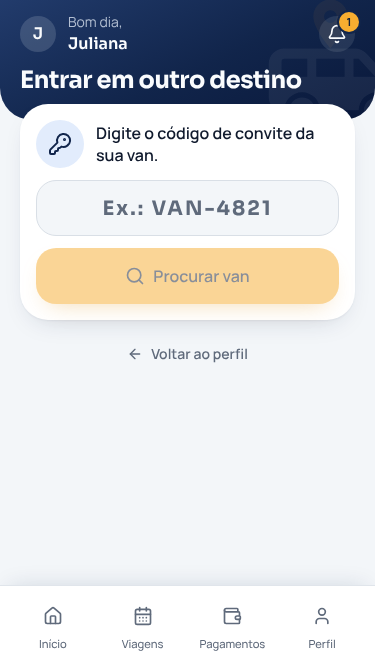 J
Bom dia,
Juliana
1
Entrar em outro destino
Digite o código de convite da
sua van.
Ex.: VAN-4821
Procurar van
Voltar ao perfil
Início
Viagens
Pagamentos
Perfil